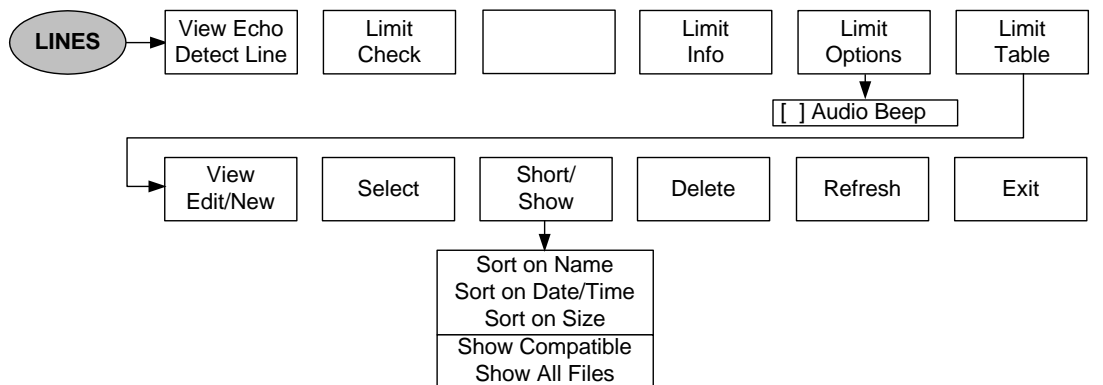 LINES
View Echo
Detect Line
Limit
Check
Limit
Info
Limit
Options
Limit
Table
[ ] Audio Beep
View
Edit/New
Select
Short/
Show
Delete
Refresh
Exit
Sort on Name
Sort on Date/Time
Sort on Size
Show Compatible
Show All Files